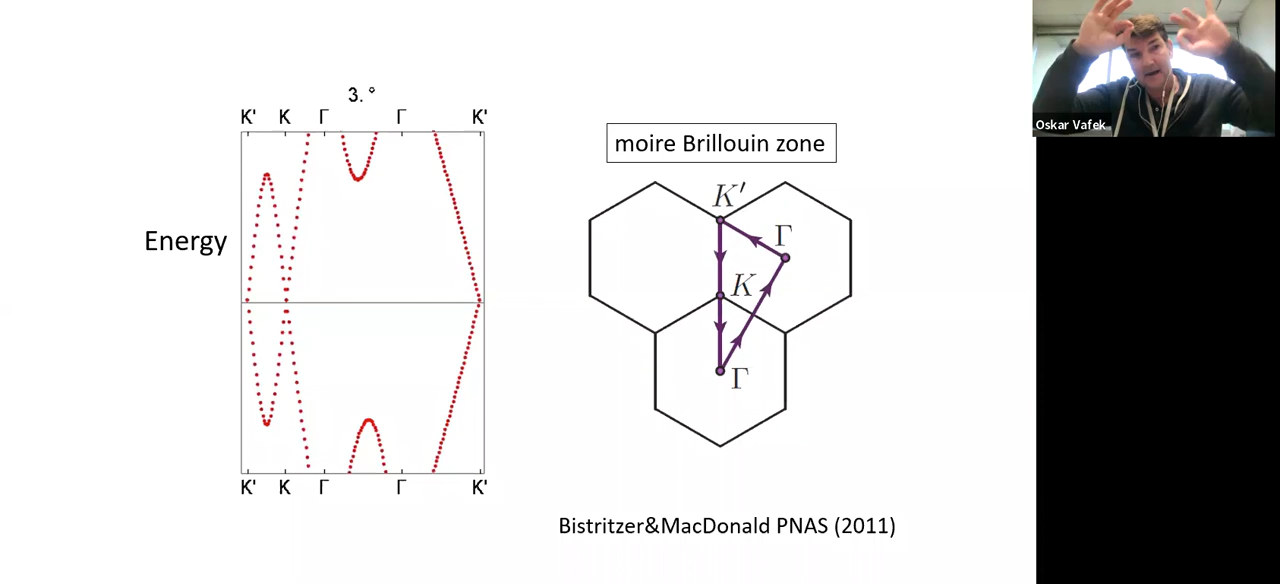 3. °
K' K Γ Γ K'
Energy
K' K Γ Γ K'
moire Brillouin zone
K'
Γ
K
Γ
Bistritzer&MacDonald PNAS (2011)
Oskar Vafek